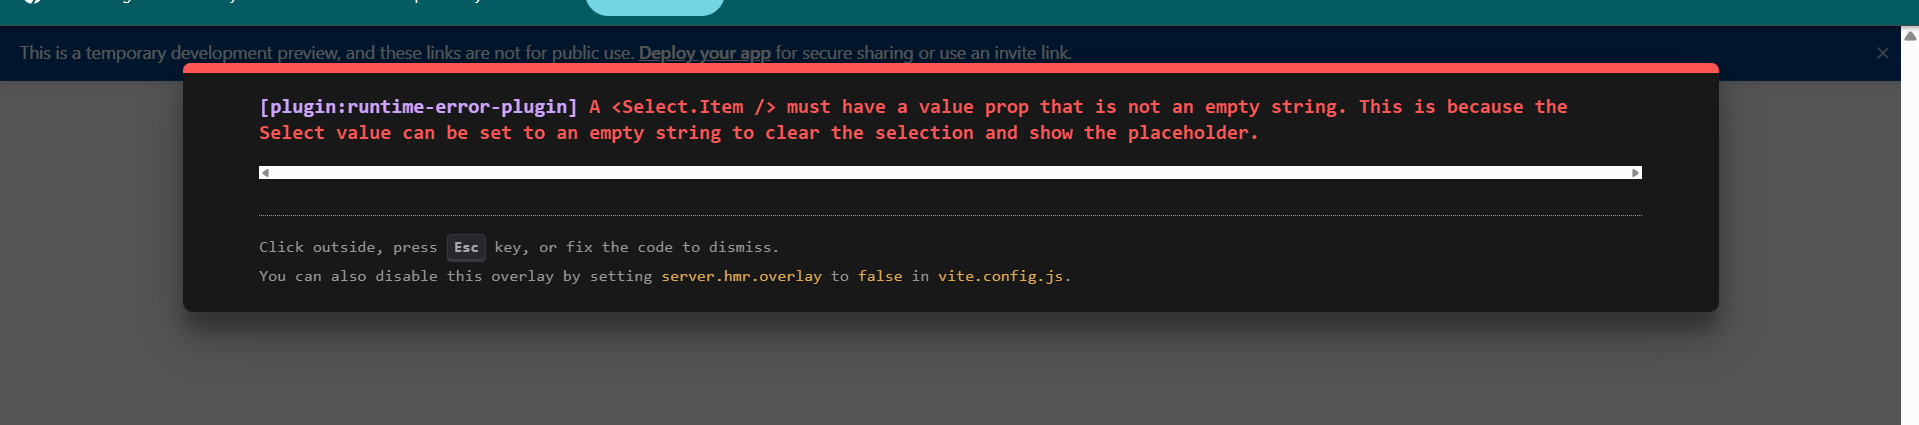 This is a temporary development preview, and these links are not for public use. Deploy your app for secure sharing or use an invite link.
[plugin:runtime-error-plugin] A <Select.Item /> must have a value prop that is not an empty string. This is because the
Select value can be set to an empty string to clear the selection and show the placeholder.
Click outside, press Esc key, or fix the code to dismiss.
You can also disable this overlay by setting server.hmr.overlay to false in vite.config.js.